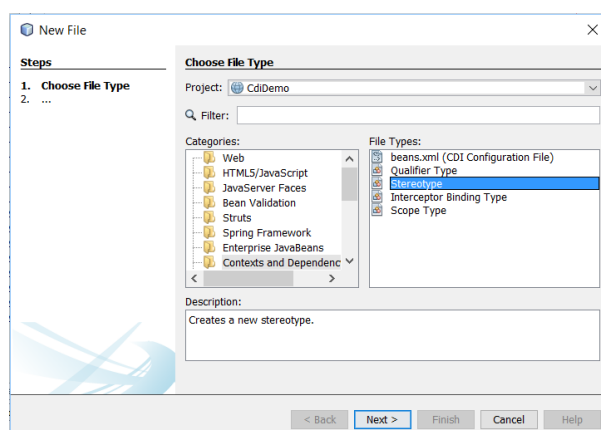 New File
Steps
1. Choose File Type
2. ...
Choose File Type
Project: CdiDemo
Filter:
Categories:
Web
HTML5/JavaScript
JavaServer Faces
Bean Validation
Struts
Spring Framework
Enterprise JavaBeans
Contexts and Dependenc
File Types:
beans.xml (CDI Configuration File)
Qualifier Type
Stereotype
Interceptor Binding Type
Scope Type
Description:
Creates a new stereotype.
< Back Next > Finish Cancel Help